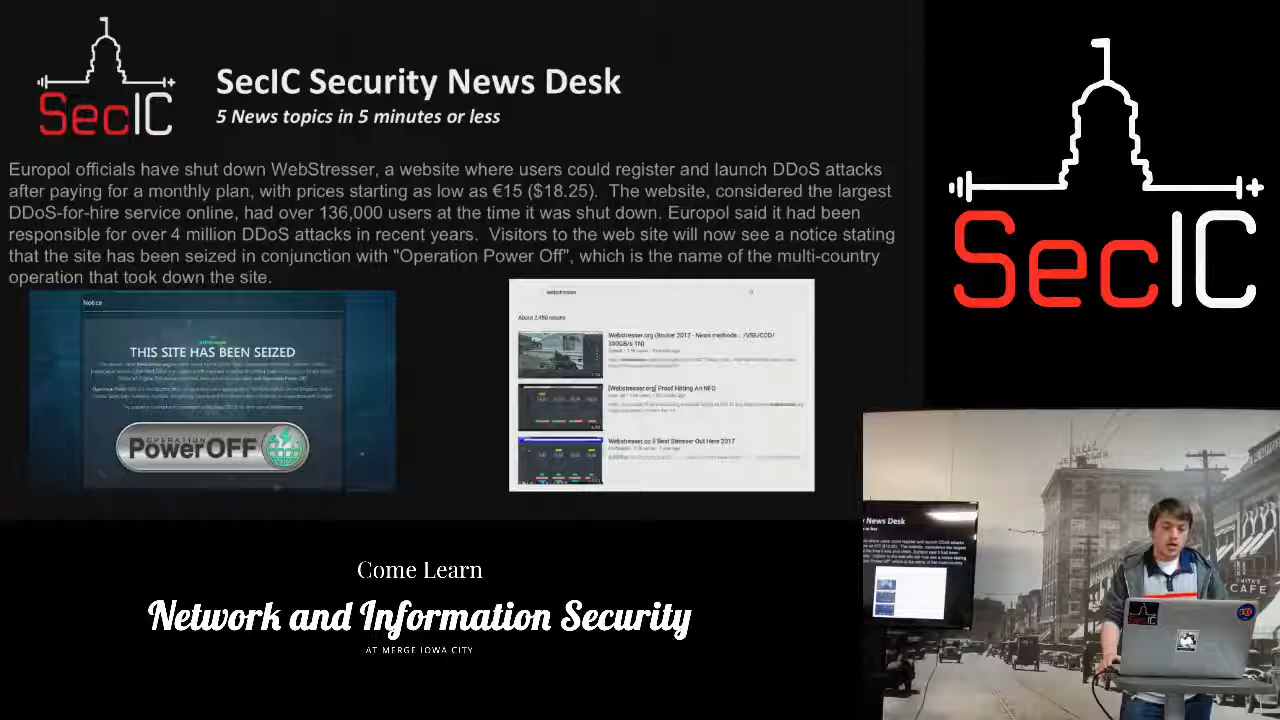 SecIC
SecIC Security News Desk
5 News topics in 5 minutes or less
Europol officials have shut down WebStresser, a website where users could register and launch DDoS attacks
after paying for a monthly plan, with prices starting as low as €15 ($18.25).  The website, considered the largest
DDoS-for-hire service online, had over 136,000 users at the time it was shut down. Europol said it had been
responsible for over 4 million DDoS attacks in recent years.  Visitors to the web site will now see a notice stating
that the site has been seized in conjunction with "Operation Power Off", which is the name of the multi-country
operation that took down the site.
Notice
THIS SITE HAS BEEN SEIZED
OPERATION
PowerOFF
webstresser
About 2,450 results
Webstresser.org (Booter 2017 - News methods
[Webstresser.org] Proof Hitting An NFO
Webstresser.co || Best Stresser Out Here 2017
SecIC
News Desk
CAFE
SecIC
Come Learn
Network and Information Security
AT MERGE IOWA CITY